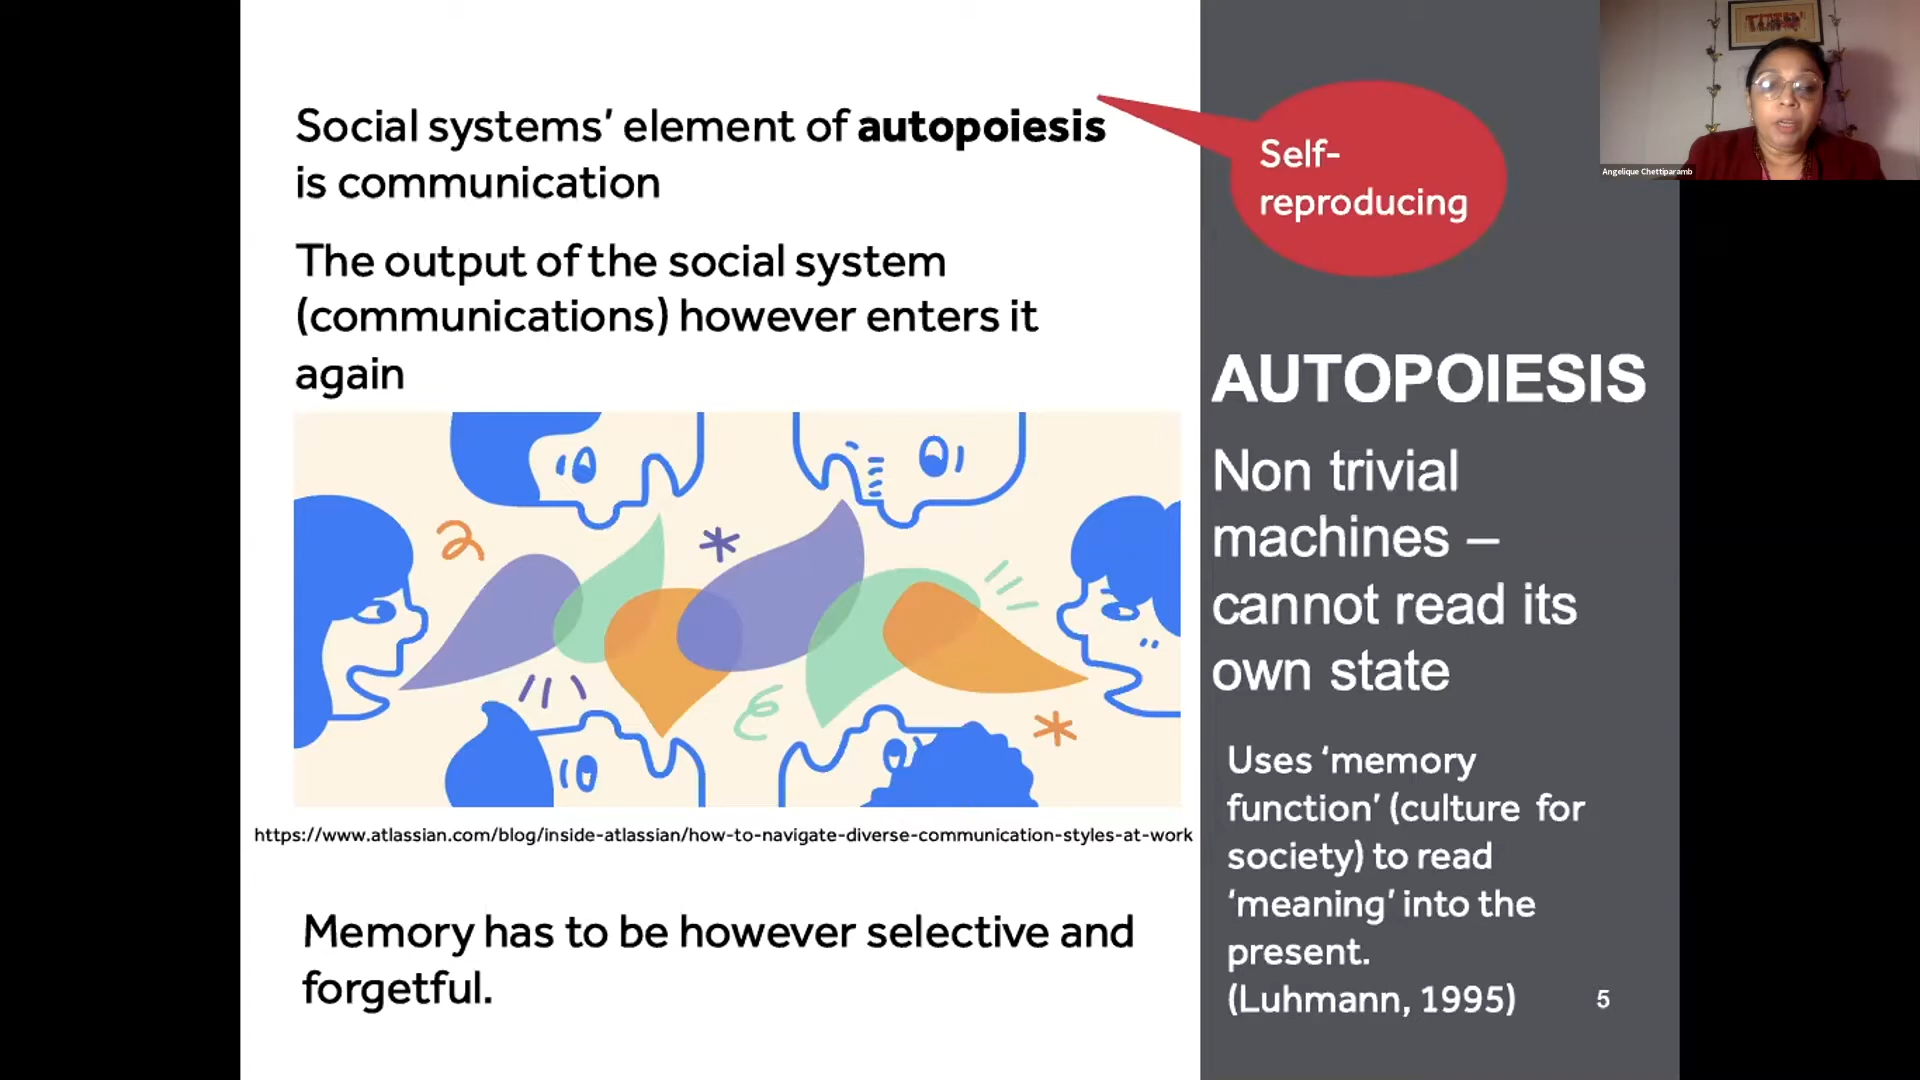 Social systems’ element of autopoiesis
is communication
The output of the social system
(communications) however enters it
again
https://www.atlassian.com/blog/inside-atlassian/how-to-navigate-diverse-communication-styles-at-work
Memory has to be however selective and
forgetful.
Self-
reproducing
AUTOPOIESIS
Non trivial
machines –
cannot read its
own state
Uses ‘memory
function’ (culture for
society) to read
‘meaning’ into the
present.
(Luhmann, 1995)
5
Angelique Chettiparamb